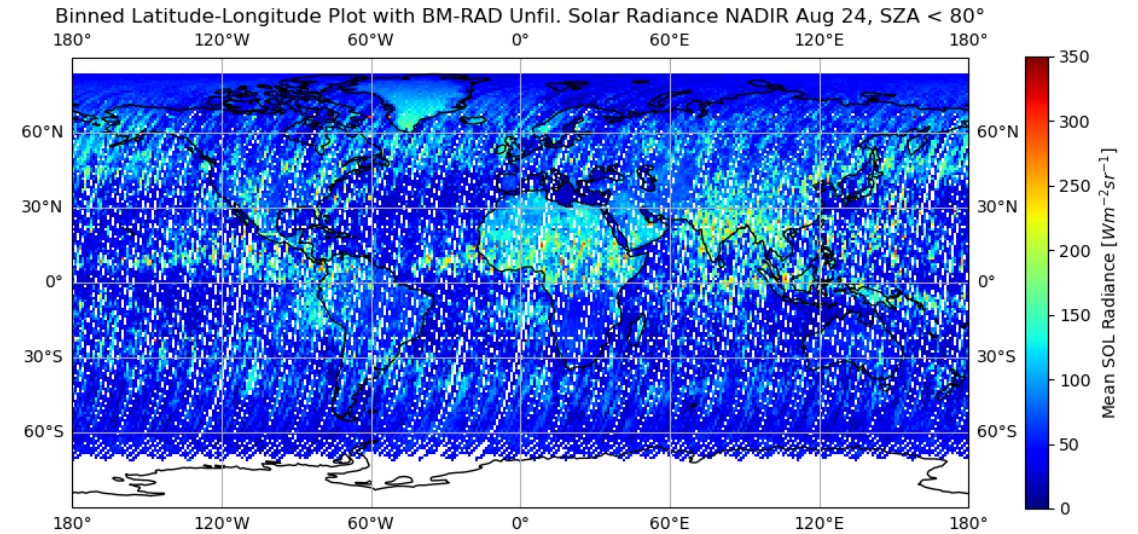 Binned Latitude-Longitude Plot with BM-RAD Unfil. Solar Radiance NADIR Aug 24, SZA < 80°
180° 120°W 60°W 0° 60°E 120°E 180°
60°N 60°N
30°N 30°N
0° 0°
30°S 30°S
60°S 60°S
180° 120°W 60°W 0° 60°E 120°E 180°
350
300
250
200
150
100
50
0
Mean SOL Radiance [Wm⁻²sr⁻¹]